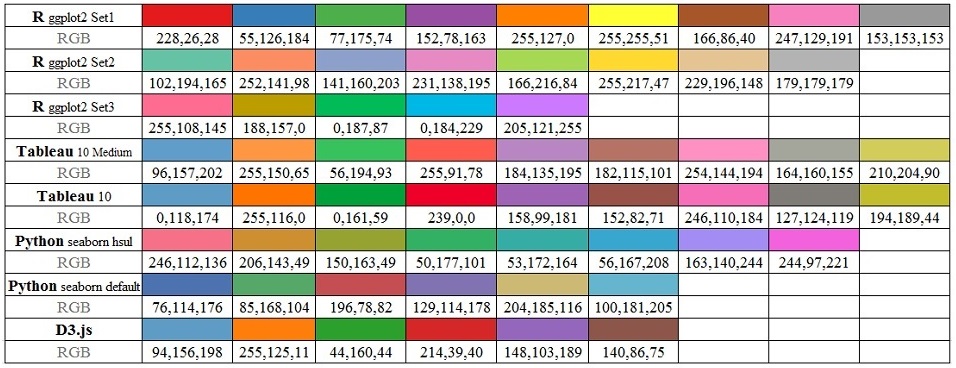 R ggplot2 Set1
RGB 228,26,28 55,126,184 77,175,74 152,78,163 255,127,0 255,255,51 166,86,40 247,129,191 153,153,153
R ggplot2 Set2
RGB 102,194,165 252,141,98 141,160,203 231,138,195 166,216,84 255,217,47 229,196,148 179,179,179
R ggplot2 Set3
RGB 255,108,145 188,157,0 0,187,87 0,184,229 205,121,255
Tableau 10 Medium
RGB 96,157,202 255,150,65 56,194,93 255,91,78 184,135,195 182,115,101 254,144,194 164,160,155 210,204,90
Tableau 10
RGB 0,118,174 255,116,0 0,161,59 239,0,0 158,99,181 152,82,71 246,110,184 127,124,119 194,189,44
Python seaborn hsul
RGB 246,112,136 206,143,49 150,163,49 50,177,101 53,172,164 56,167,208 163,140,244 244,97,221
Python seaborn default
RGB 76,114,176 85,168,104 196,78,82 129,114,178 204,185,116 100,181,205
D3.js
RGB 94,156,198 255,125,11 44,160,44 214,39,40 148,103,189 140,86,75